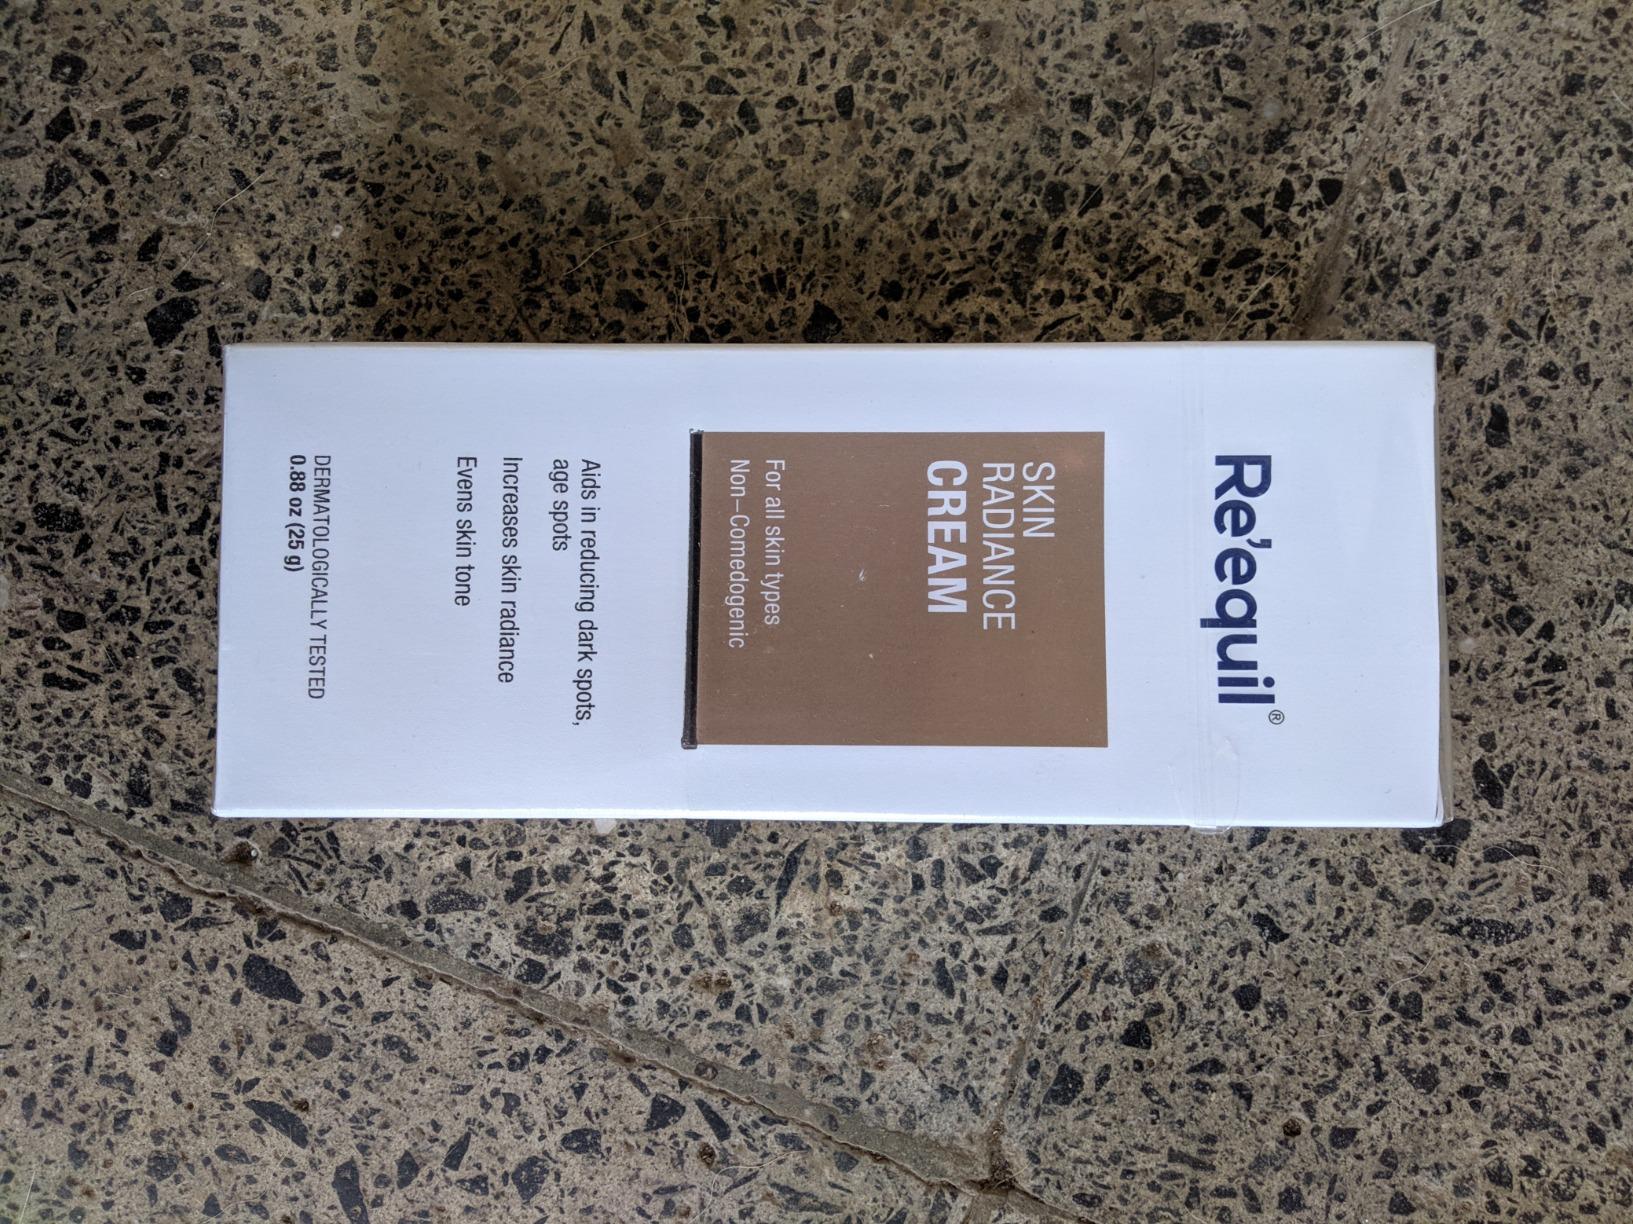 Re'equil®
SKIN
RADIANCE
CREAM
For all skin types
Non–Comedogenic
Aids in reducing dark spots,
age spots
Increases skin radiance
Evens skin tone
DERMATOLOGICALLY TESTED
0.88 oz (25 g)